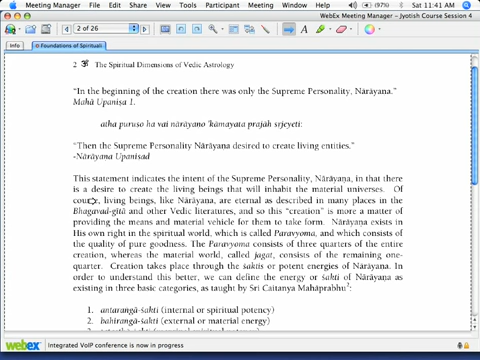 Meeting Manager File Edit Share View Tools Participant Meeting Window Help (97%) Sat 11:41 AM
WebEx Meeting Manager - Jyotish Course Session 4
2 of 26
Info Foundations of Spirituali
2 ॐ The Spiritual Dimensions of Vedic Astrology
“In the beginning of the creation there was only the Supreme Personality, Nārāyaṇa.”
Mahā Upaniṣa 1.
atha puruso ha vai nārāyaṇo 'kāmayata prajāh srjcyeti:
“Then the Supreme Personality Nārāyaṇa desired to create living entities.”
-Nārāyaṇa Upanisad
This statement indicates the intent of the Supreme Personality, Nārāyaṇa, in that there
is a desire to create the living beings that will inhabit the material universes. Of
course, living beings, like Nārāyaṇa, are eternal as described in many places in the
Bhagavad-gītā and other Vedic literatures, and so this “creation” is more a matter of
providing the means and material vehicle for them to take form. Nārāyaṇa exists in
His own right in the spiritual world, which is called Paravyoma, and which consists of
the quality of pure goodness. The Paravyoma consists of three quarters of the entire
creation, whereas the material world, called jagat, consists of the remaining one-
quarter. Creation takes place through the śaktis or potent energies of Nārāyaṇa. In
order to understand this better, we can define the energy or śakti of Nārāyaṇa as
existing in three basic categories, as taught by Sri Caitanya Mahāprabhu2:
1. antarangā-śakti (internal or spiritual potency)
2. bahirangā-śakti (external or material energy)
webex Integrated VoIP conference is now in progress